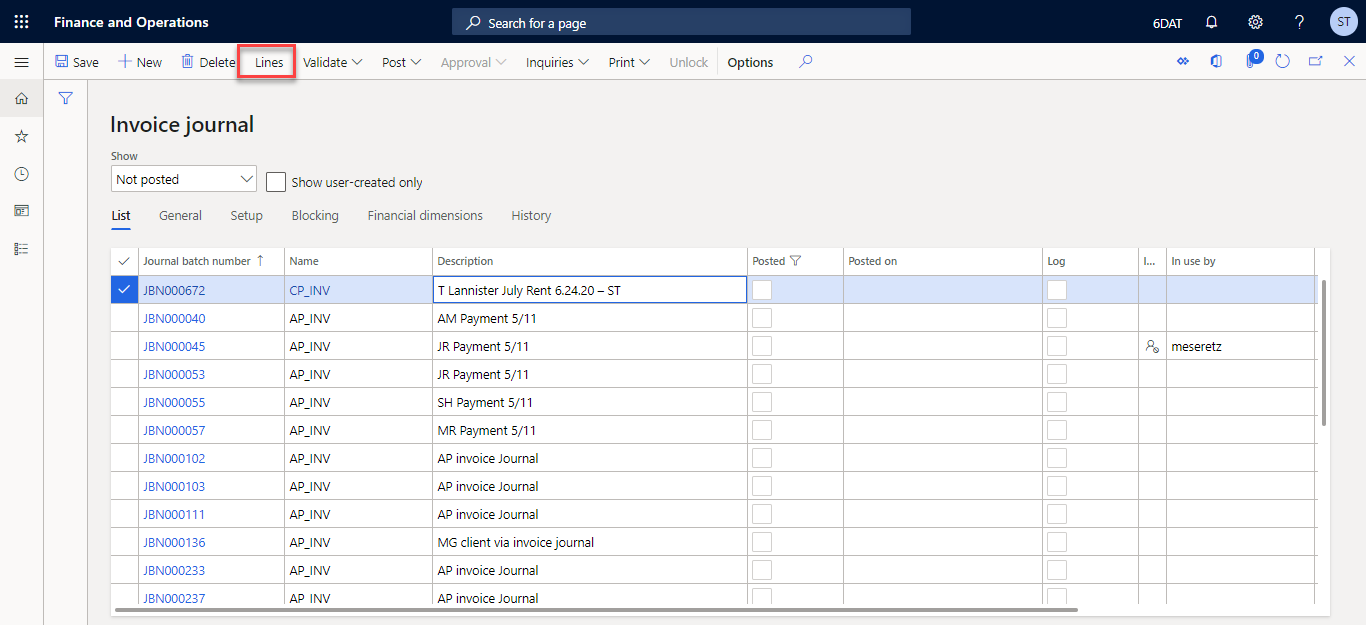 Finance and Operations
Search for a page
6DAT
ST
Save
New
Delete
Lines
Validate
Post
Approval
Inquiries
Print
Unlock
Options
0
Invoice journal
Show
Not posted
Show user-created only
List General Setup Blocking Financial dimensions History
Journal batch number Name Description Posted Posted on Log I... In use by
JBN000672 CP_INV T Lannister July Rent 6.24.20 – ST
JBN000040 AP_INV AM Payment 5/11
JBN000045 AP_INV JR Payment 5/11 meseretz
JBN000053 AP_INV JR Payment 5/11
JBN000055 AP_INV SH Payment 5/11
JBN000057 AP_INV MR Payment 5/11
JBN000102 AP_INV AP invoice Journal
JBN000103 AP_INV AP invoice Journal
JBN000111 AP_INV AP invoice Journal
JBN000136 AP_INV MG client via invoice journal
JBN000233 AP_INV AP invoice Journal
JBN000237 AP_INV AP invoice Journal